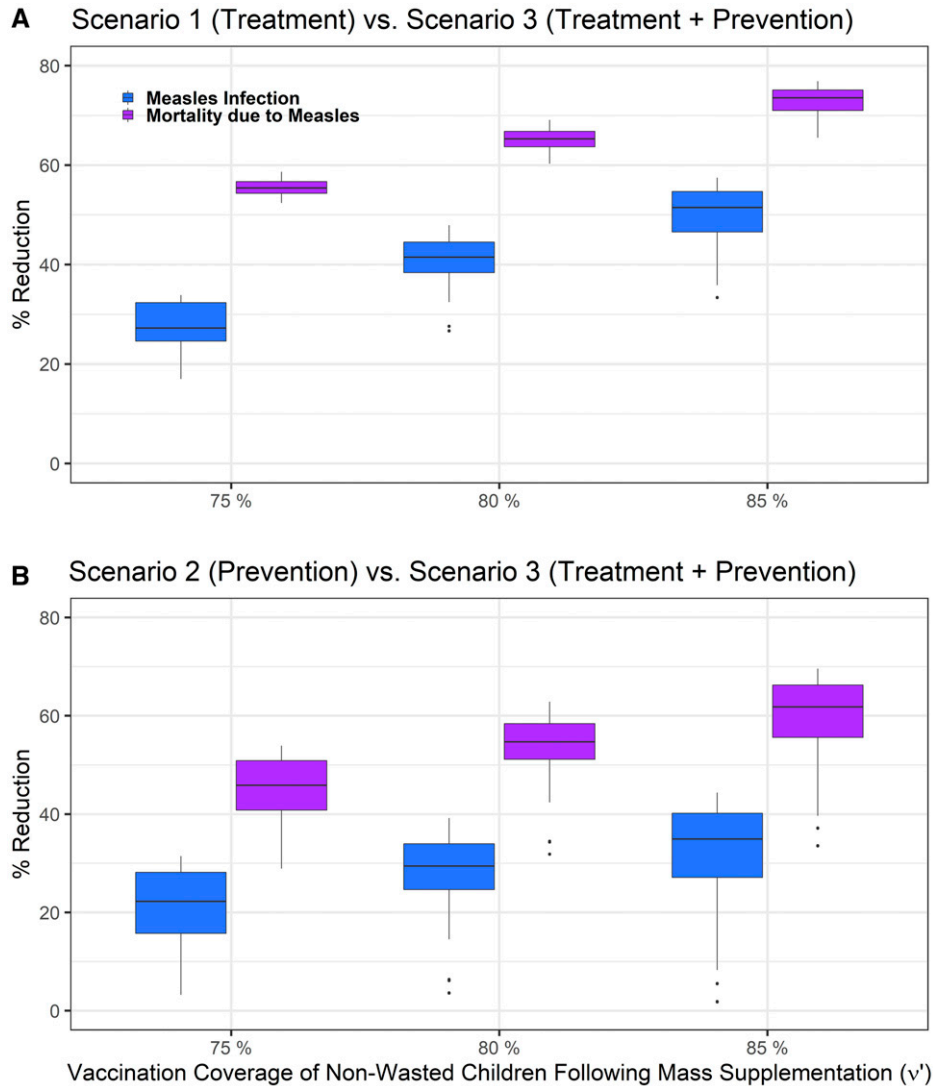 A Scenario 1 (Treatment) vs. Scenario 3 (Treatment + Prevention)
80
Measles Infection
Mortality due to Measles
60
40
20
0
% Reduction
75 %
80 %
85 %
B Scenario 2 (Prevention) vs. Scenario 3 (Treatment + Prevention)
80
60
40
20
0
% Reduction
75 %
80 %
85 %
Vaccination Coverage of Non-Wasted Children Following Mass Supplementation (ν')